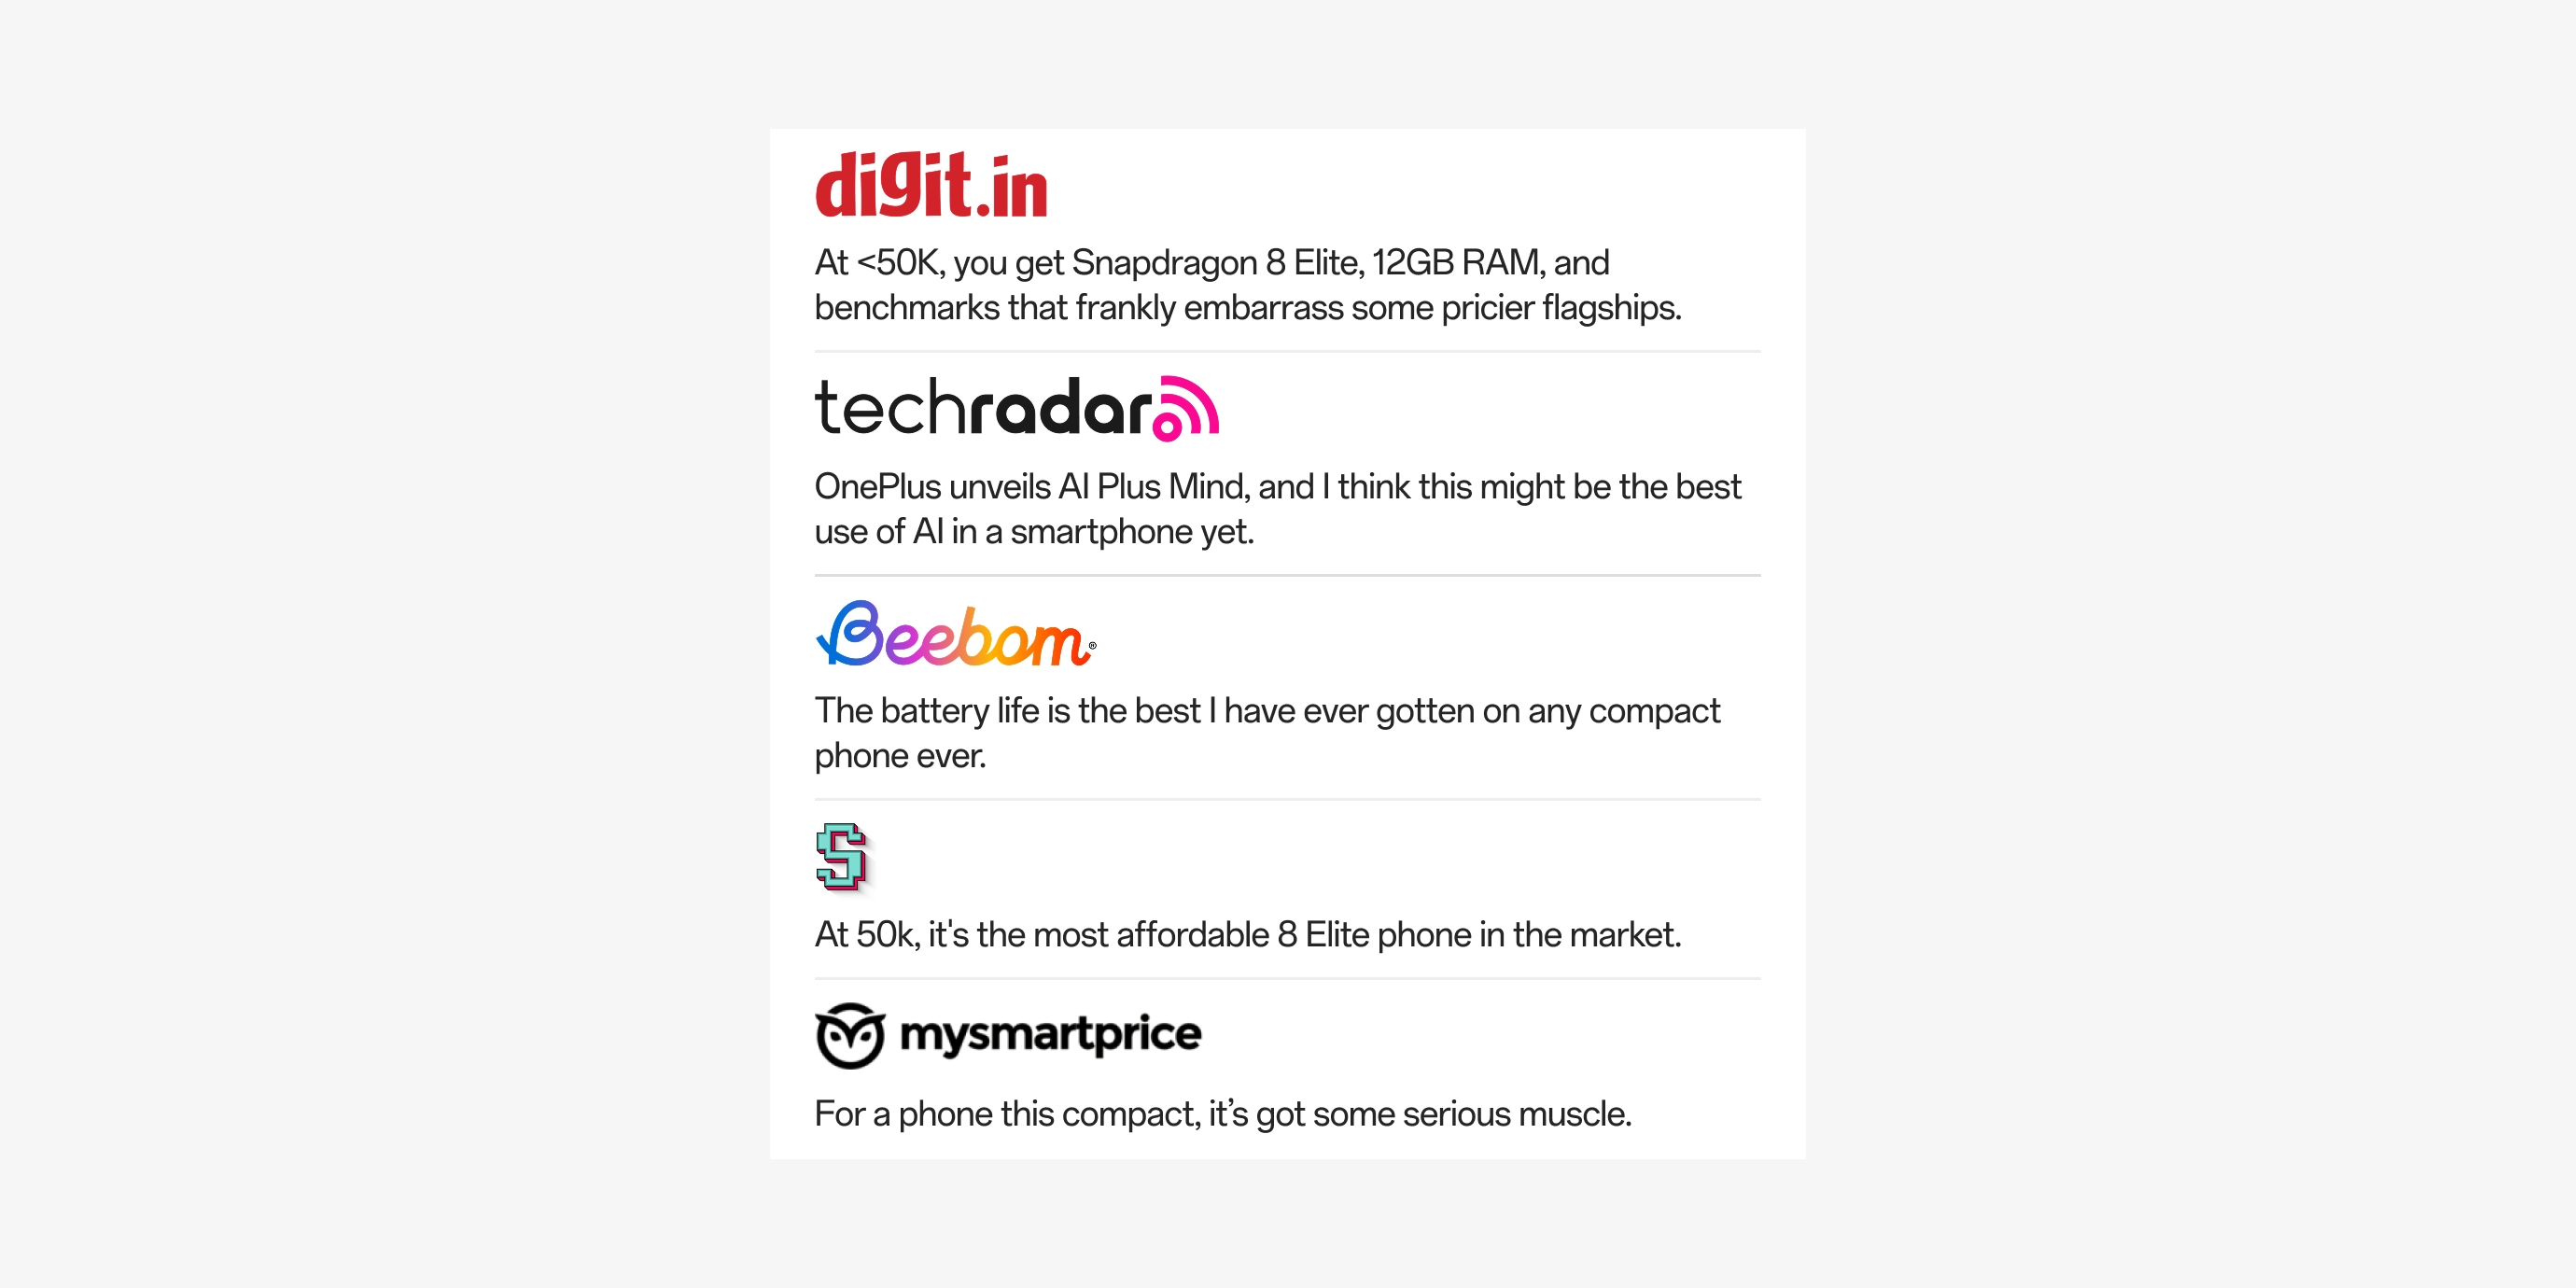 digit.in
At <50K, you get Snapdragon 8 Elite, 12GB RAM, and
benchmarks that frankly embarrass some pricier flagships.
techradar
OnePlus unveils AI Plus Mind, and I think this might be the best
use of AI in a smartphone yet.
Beebom®
The battery life is the best I have ever gotten on any compact
phone ever.
S
At 50k, it's the most affordable 8 Elite phone in the market.
mysmartprice
For a phone this compact, it’s got some serious muscle.